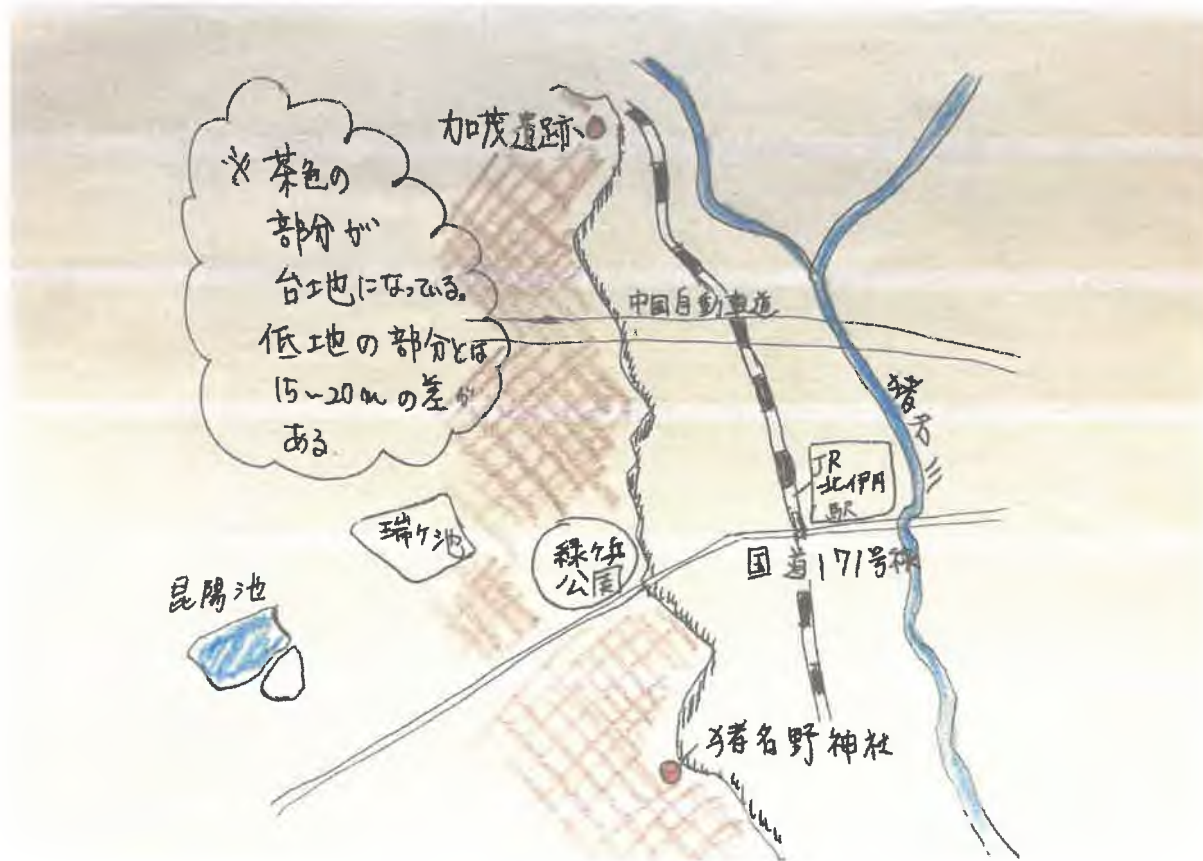 加茂遺跡
※ 茶色の
部分が
台地になっている。
低地の部分とは
15~20mの差が
ある
中国自動車道
猪名川
JR
北伊丹
駅
瑞ケ池
緑ヶ丘
公園
国道171号線
昆陽池
猪名野神社